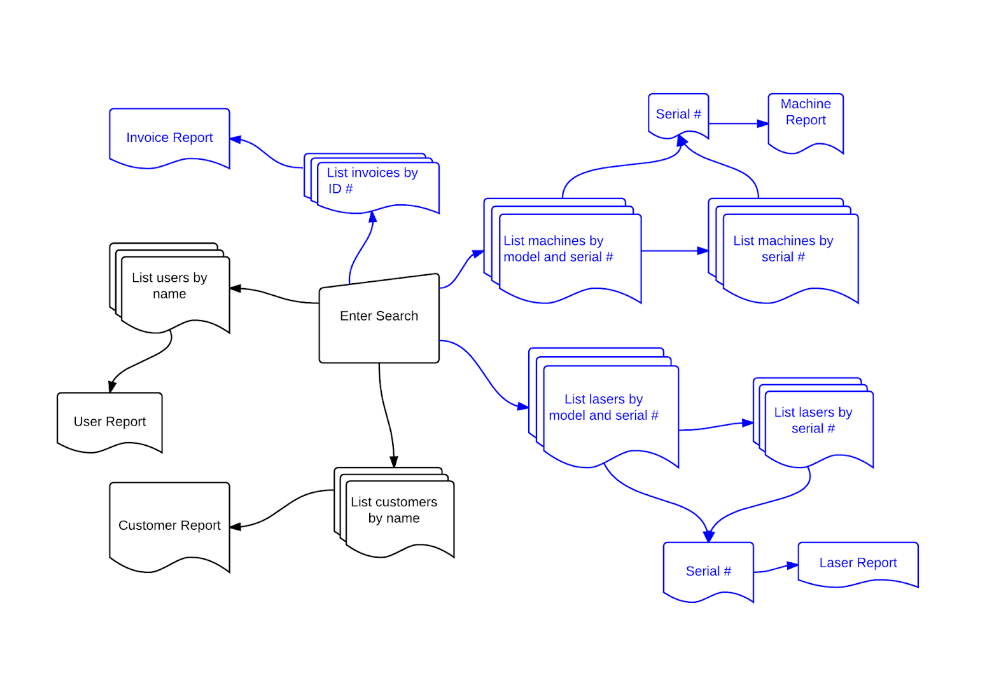 Serial #
Machine
Report
Invoice Report
List invoices by
ID #
List machines by
model and serial #
List machines by
serial #
List users by
name
Enter Search
List lasers by
model and serial #
List lasers by
serial #
User Report
List customers
by name
Customer Report
Serial #
Laser Report